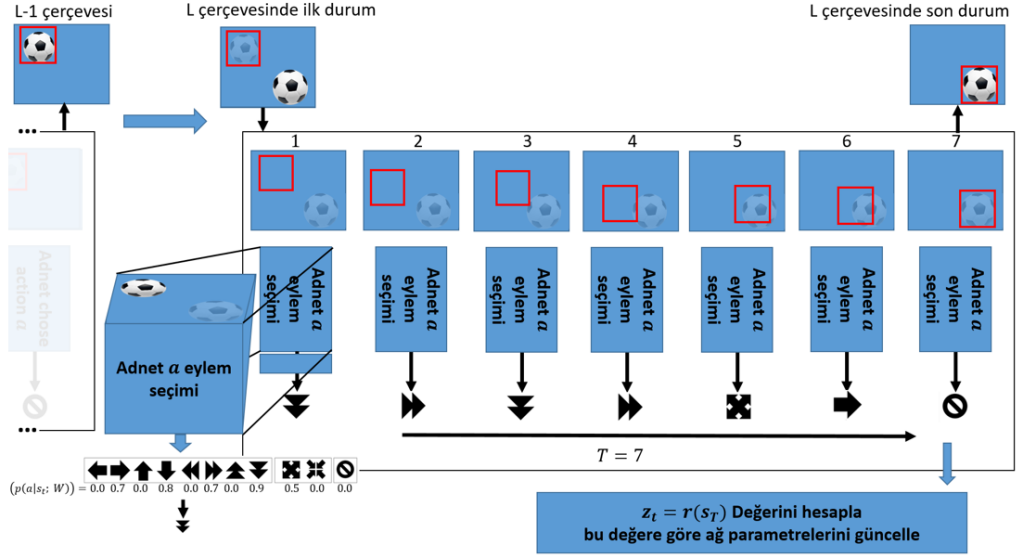 L-1 çerçevesi
L çerçevesinde ilk durum
L çerçevesinde son durum
...
1 2 3 4 5 6 7
Adnet chose
action a
Adnet a
eylem
seçimi
Adnet a
eylem
seçimi
Adnet a
eylem
seçimi
Adnet a
eylem
seçimi
Adnet a
eylem
seçimi
Adnet a
eylem
seçimi
Adnet a
eylem
seçimi
Adnet a eylem
seçimi
...
T = 7
(p(a|s_t; W)) = 0.0 0.7 0.0 0.8 0.0 0.7 0.0 0.9 0.5 0.0 0.0
z_t = r(s_T) Değerini hesapla
bu değere göre ağ parametrelerini güncelle